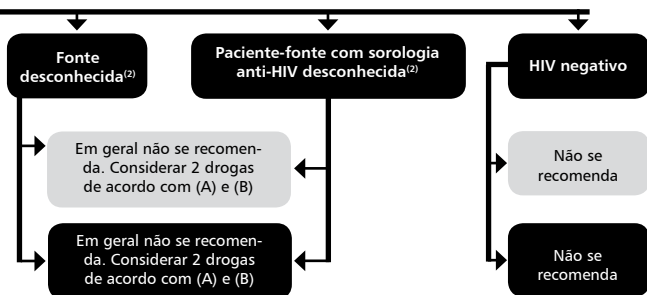 Fonte
desconhecida(2)
Paciente-fonte com sorologia
anti-HIV desconhecida(2)
HIV negativo
Em geral não se recomen-
da. Considerar 2 drogas
de acordo com (A) e (B)
Não se
recomenda
Em geral não se recomen-
da. Considerar 2 drogas
de acordo com (A) e (B)
Não se
recomenda